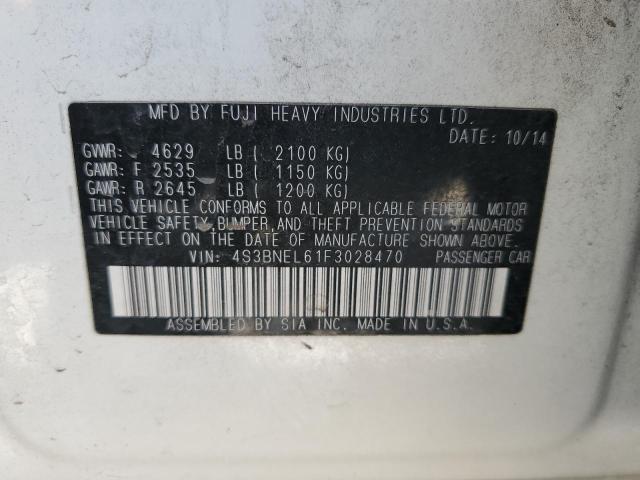 MFD BY FUJI HEAVY INDUSTRIES LTD.
DATE: 10/14
GVWR: 4629 LB ( 2100 KG)
GAWR: F 2535 LB ( 1150 KG)
GAWR: R 2645 LB ( 1200 KG)
THIS VEHICLE CONFORMS TO ALL APPLICABLE FEDERAL MOTOR
VEHICLE SAFETY, BUMPER, AND THEFT PREVENTION STANDARDS
IN EFFECT ON THE DATE OF MANUFACTURE SHOWN ABOVE.
VIN: 4S3BNEL61F3028470 PASSENGER CAR
ASSEMBLED BY SIA INC. MADE IN U.S.A.